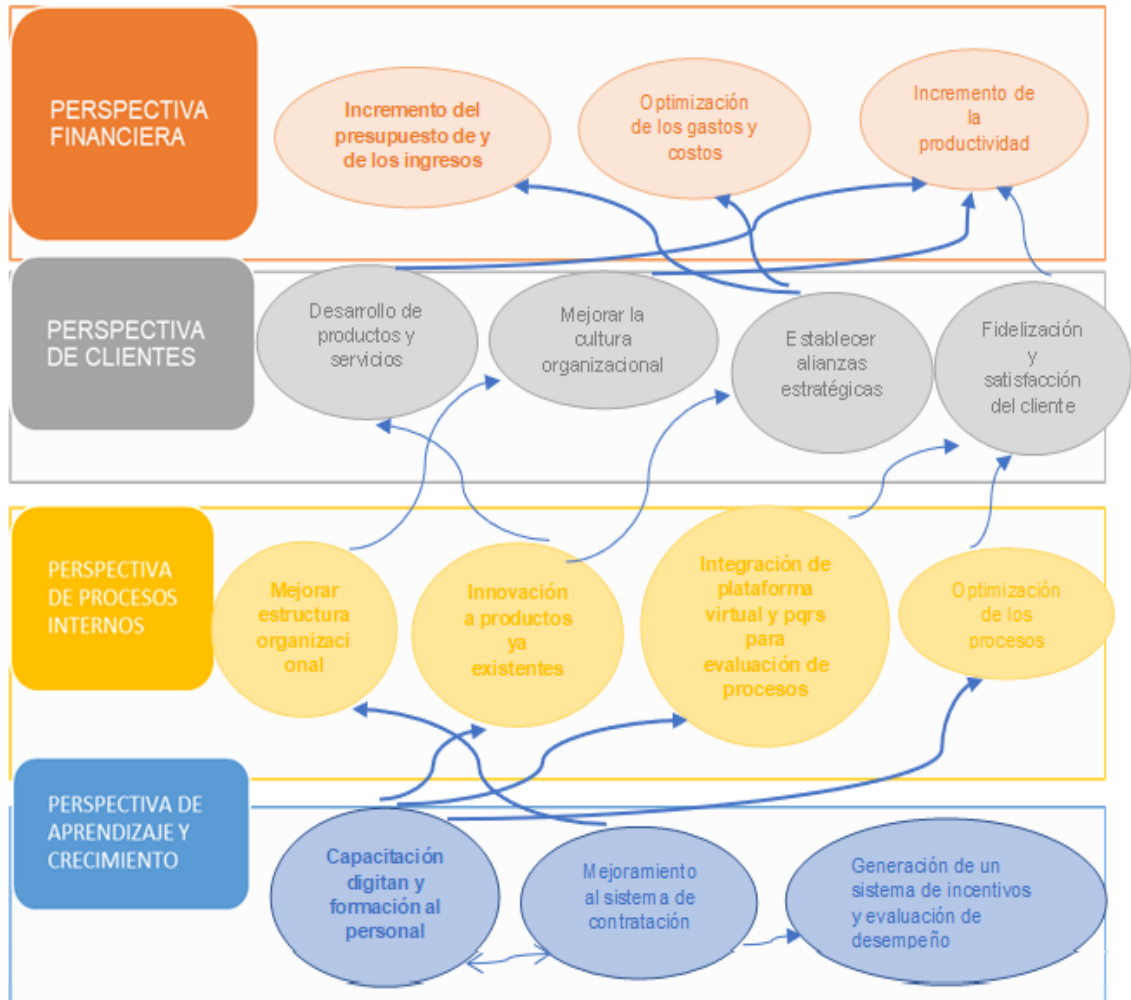 PERSPECTIVA
FINANCIERA
Incremento del
presupuesto de y
de los ingresos
Optimización
de los gastos y
costos
Incremento de
la
productividad
PERSPECTIVA
DE CLIENTES
Desarrollo de
productos y
servicios
Mejorar la
cultura
organizacional
Establecer
alianzas
estratégicas
Fidelización
y
satisfacción
del cliente
PERSPECTIVA
DE PROCESOS
INTERNOS
Mejorar
estructura
organizaci
onal
Innovación
a productos
ya
existentes
Integración de
plataforma
virtual y pqrs
para
evaluación de
procesos
Optimización
de los
procesos
PERSPECTIVA DE
APRENDIZAJE Y
CRECIMIENTO
Capacitación
digitan y
formación al
personal
Mejoramiento
al sistema de
contratación
Generación de un
sistema de incentivos
y evaluación de
desempeño